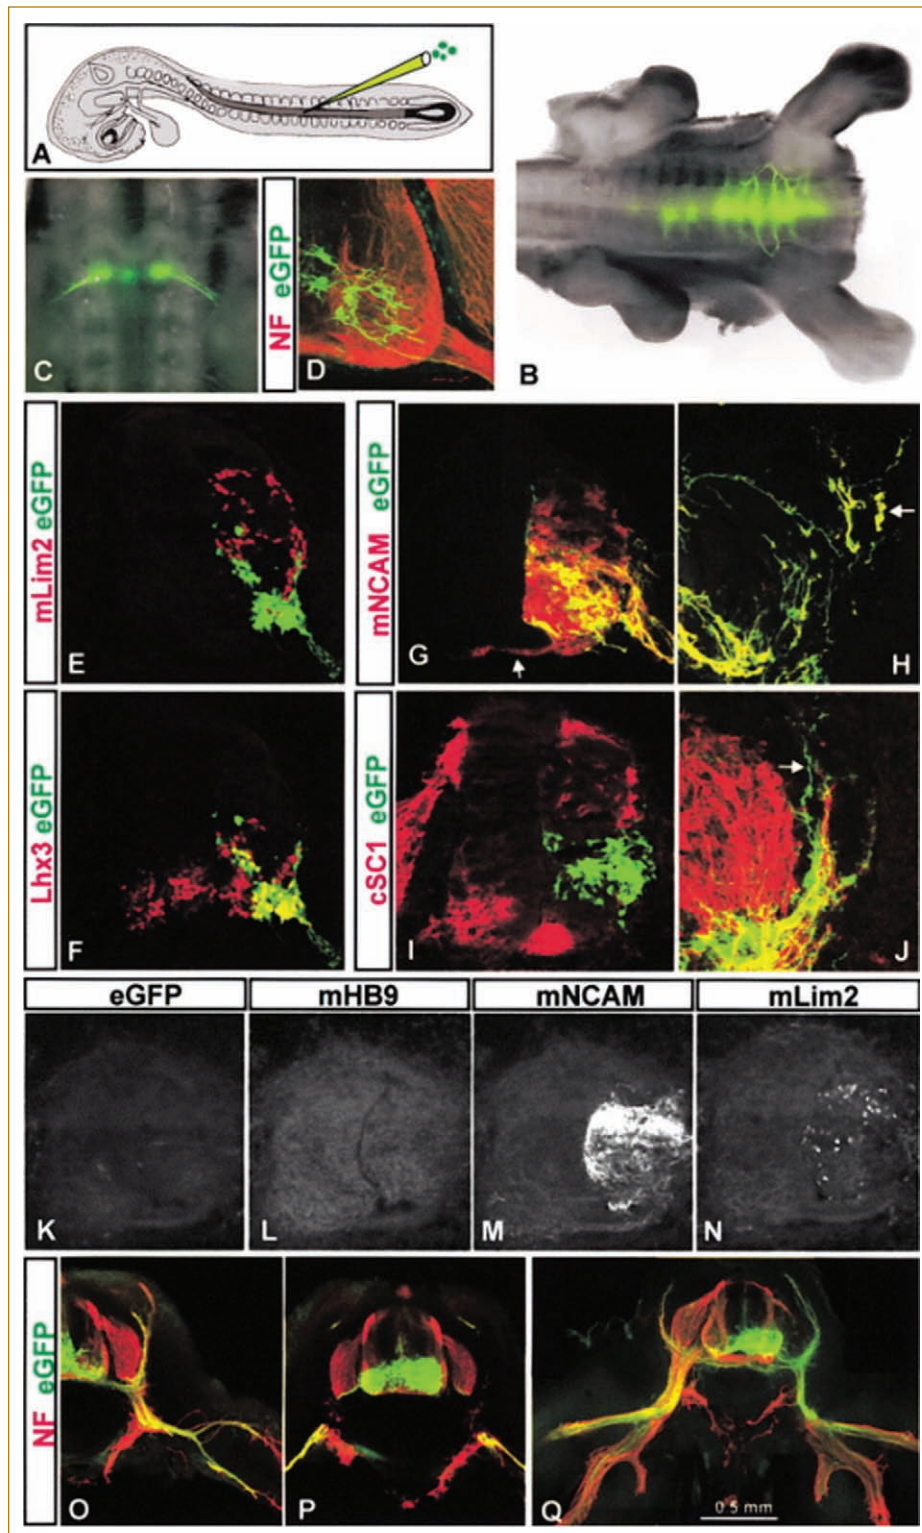 A
B
C
NF eGFP
D
mLim2 eGFP
E
mNCAM eGFP
G
H
Lhx3 eGFP
F
cSC1 eGFP
I
J
eGFP
mHB9
mNCAM
mLim2
K
L
M
N
NF eGFP
O
P
Q
0.5 mm